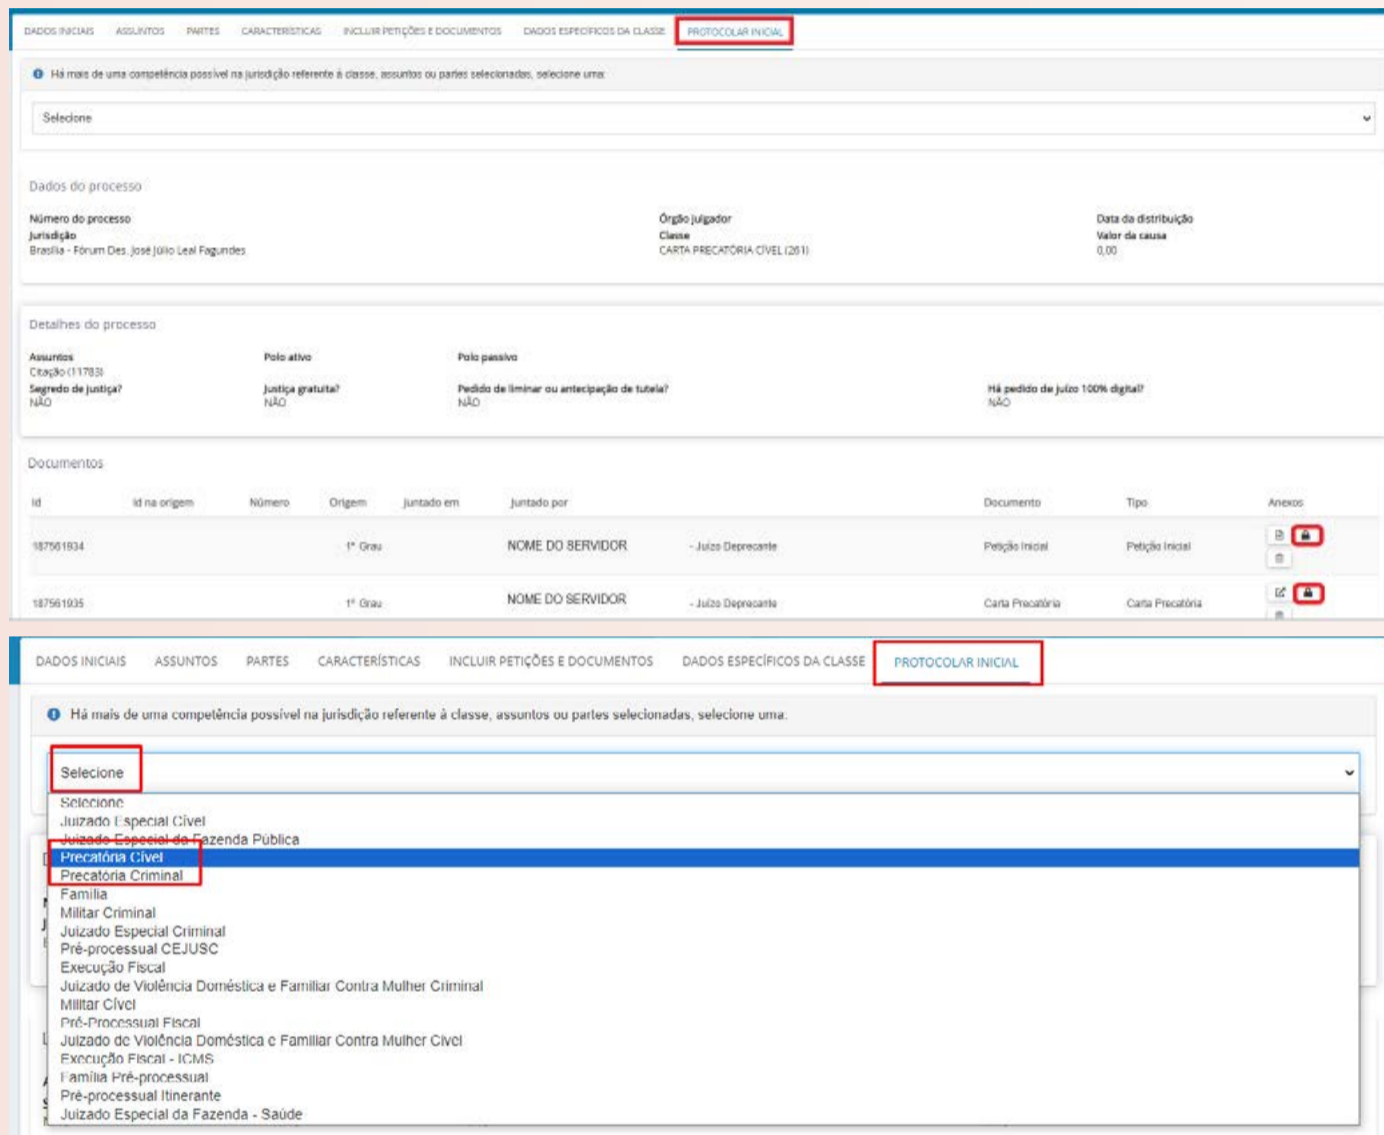 DADOS INICIAIS ASSUNTOS PARTES CARACTERÍSTICAS INCLUIR PETIÇÕES E DOCUMENTOS DADOS ESPECÍFICOS DA CLASSE PROTOCOLAR INICIAL
Há mais de uma competência possível na jurisdição referente à classe, assuntos ou partes selecionadas, selecione uma:
Selecione
Dados do processo
Número do processo Órgão julgador Data da distribuição
Jurisdição Classe Valor da causa
Brasília - Fórum Des. José Júlio Leal Fagundes CARTA PRECATÓRIA CÍVEL (261) 0,00
Detalhes do processo
Assuntos Polo ativo Polo passivo
Citação (11783)
Segredo de justiça? Justiça gratuita? Pedido de liminar ou antecipação de tutela? Há pedido de juízo 100% digital?
NÃO NÃO NÃO NÃO
Documentos
Id Id na origem Número Origem Juntado em Juntado por Documento Tipo Anexos
187561934 1º Grau NOME DO SERVIDOR - Juízo Deprecante Petição Inicial Petição Inicial
187561935 1º Grau NOME DO SERVIDOR - Juízo Deprecante Carta Precatória Carta Precatória
DADOS INICIAIS ASSUNTOS PARTES CARACTERÍSTICAS INCLUIR PETIÇÕES E DOCUMENTOS DADOS ESPECÍFICOS DA CLASSE PROTOCOLAR INICIAL
Há mais de uma competência possível na jurisdição referente à classe, assuntos ou partes selecionadas, selecione uma:
Selecione
Selecione
Juizado Especial Cível
Juizado Especial da Fazenda Pública
Precatória Cível
Precatória Criminal
Família
Militar Criminal
Juizado Especial Criminal
Pré-processual CEJUSC
Execução Fiscal
Juizado de Violência Doméstica e Familiar Contra Mulher Criminal
Militar Cível
Pré-Processual Fiscal
Juizado de Violência Doméstica e Familiar Contra Mulher Cível
Execução Fiscal - ICMS
Família Pré-processual
Pré-processual Itinerante
Juizado Especial da Fazenda - Saúde